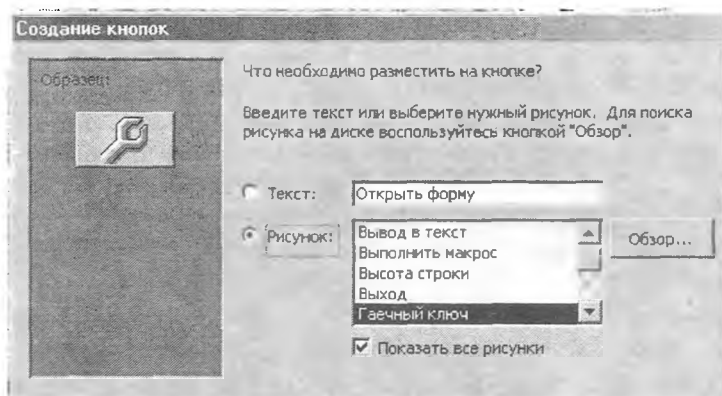 Создание кнопок
Образец:
Что необходимо разместить на кнопке?
Введите текст или выберите нужный рисунок. Для поиска
рисунка на диске воспользуйтесь кнопкой "Обзор".
Текст:
Открыть форму
Рисунок:
Вывод в текст
Выполнить макрос
Высота строки
Выход
Гаечный ключ
Обзор...
Показать все рисунки